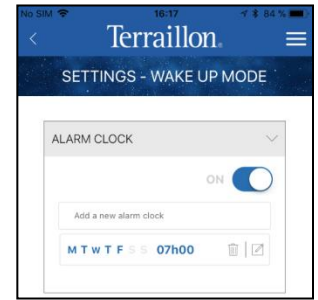 No SIM 16:17 84 %
Terraillon.
SETTINGS - WAKE UP MODE
ALARM CLOCK
ON
Add a new alarm clock
M T W T F S S 07h00